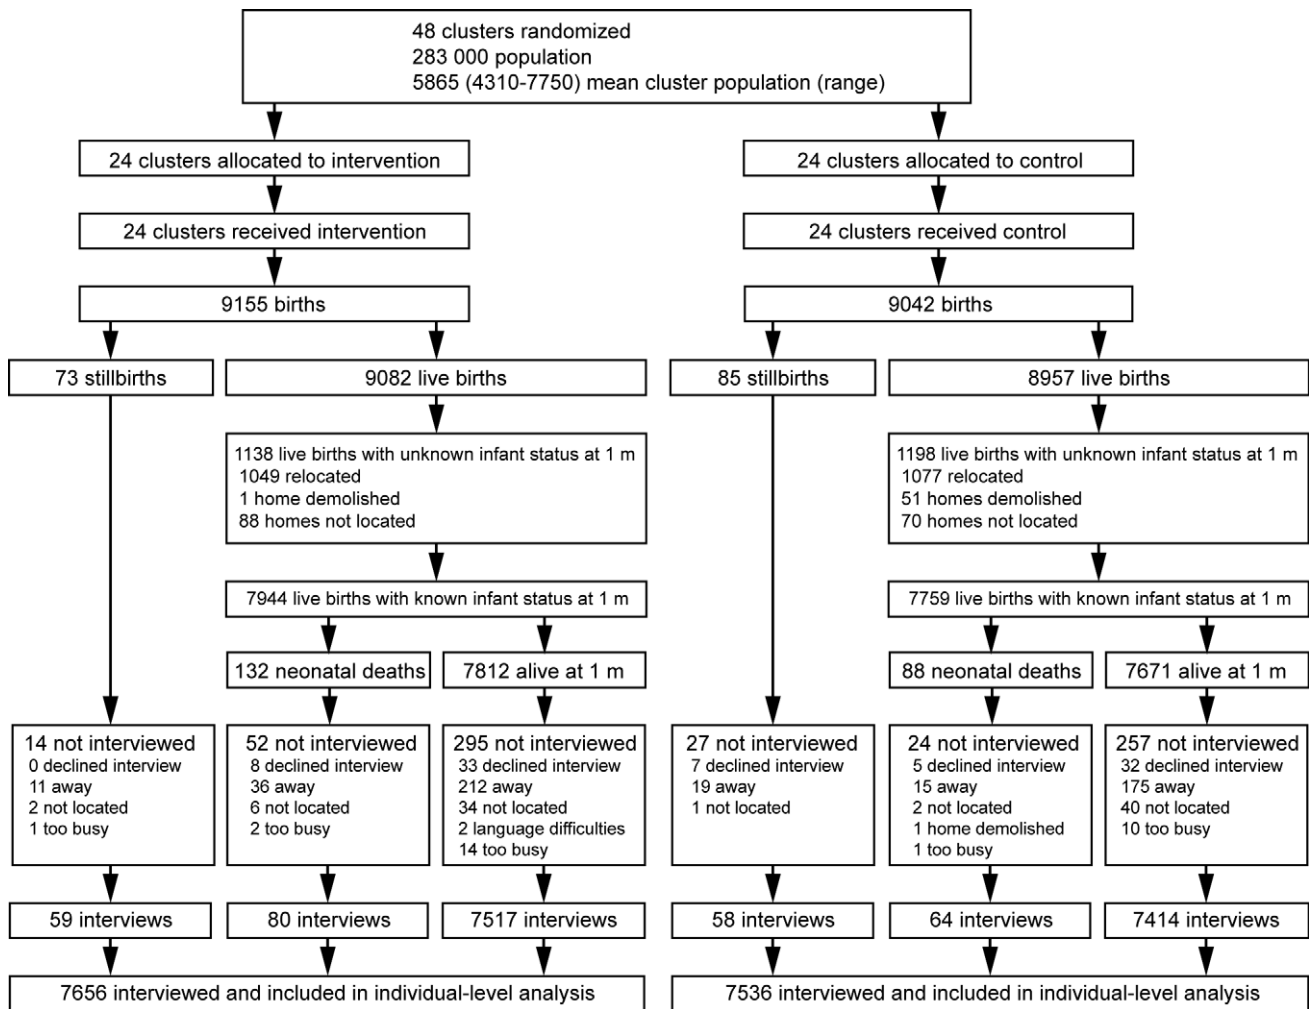 48 clusters randomized
283 000 population
5865 (4310-7750) mean cluster population (range)
24 clusters allocated to intervention
24 clusters allocated to control
24 clusters received intervention
24 clusters received control
9155 births
9042 births
73 stillbirths
9082 live births
85 stillbirths
8957 live births
1138 live births with unknown infant status at 1 m
1049 relocated
1 home demolished
88 homes not located
1198 live births with unknown infant status at 1 m
1077 relocated
51 homes demolished
70 homes not located
7944 live births with known infant status at 1 m
7759 live births with known infant status at 1 m
132 neonatal deaths
7812 alive at 1 m
88 neonatal deaths
7671 alive at 1 m
14 not interviewed
0 declined interview
11 away
2 not located
1 too busy
52 not interviewed
8 declined interview
36 away
6 not located
2 too busy
295 not interviewed
33 declined interview
212 away
34 not located
2 language difficulties
14 too busy
27 not interviewed
7 declined interview
19 away
1 not located
24 not interviewed
5 declined interview
15 away
2 not located
1 home demolished
1 too busy
257 not interviewed
32 declined interview
175 away
40 not located
10 too busy
59 interviews
80 interviews
7517 interviews
58 interviews
64 interviews
7414 interviews
7656 interviewed and included in individual-level analysis
7536 interviewed and included in individual-level analysis